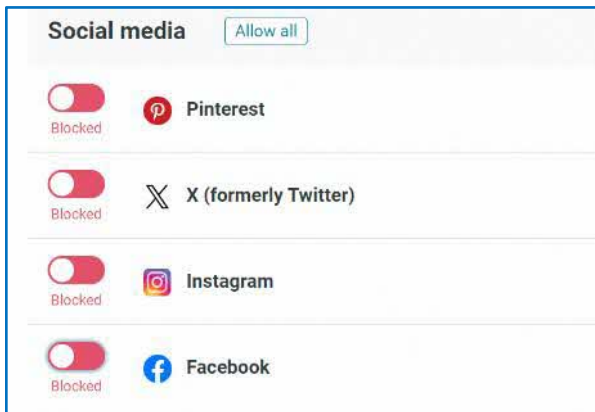 Social media Allow all
Blocked Pinterest
Blocked X (formerly Twitter)
Blocked Instagram
Blocked Facebook